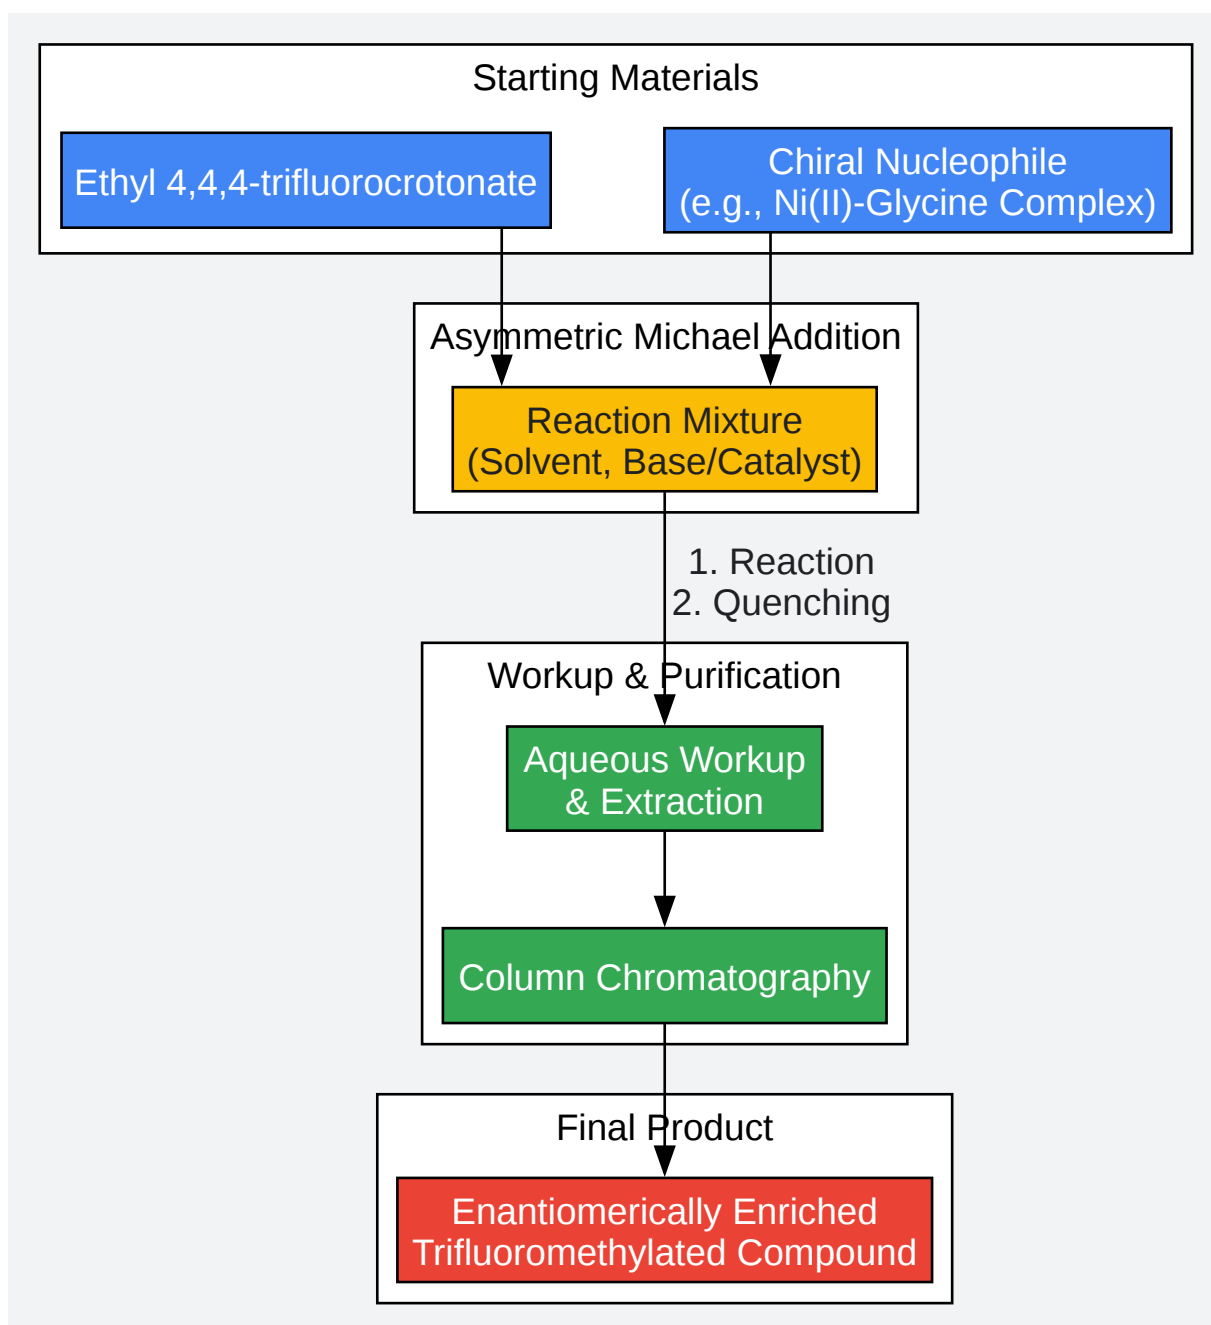 Starting Materials
Ethyl 4,4,4-trifluorocrotonate
Chiral Nucleophile
(e.g., Ni(II)-Glycine Complex)
Asymmetric Michael Addition
Reaction Mixture
(Solvent, Base/Catalyst)
1. Reaction
2. Quenching
Workup & Purification
Aqueous Workup
& Extraction
Column Chromatography
Final Product
Enantiomerically Enriched
Trifluoromethylated Compound